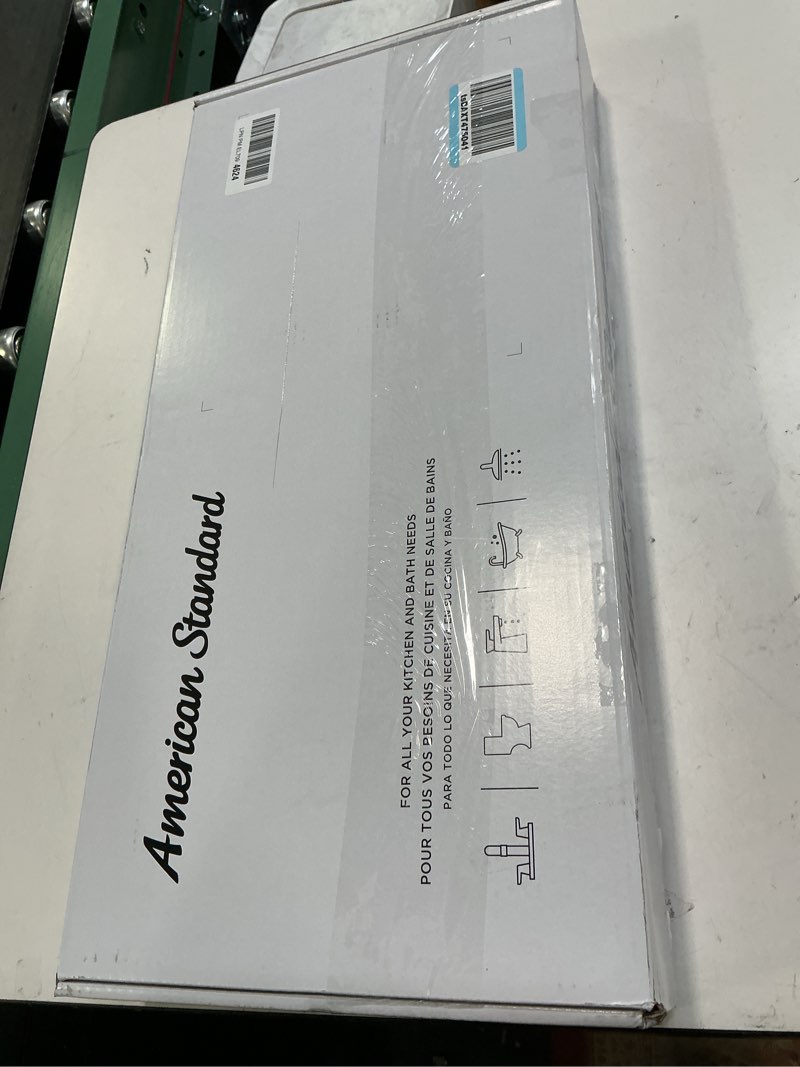 American Standard
FOR ALL YOUR KITCHEN AND BATH NEEDS
POUR TOUS VOS BESOINS DE CUISINE ET DE SALLE DE BAINS
PARA TODO LO QUE NECESITA EN SU COCINA Y BAÑO
4624